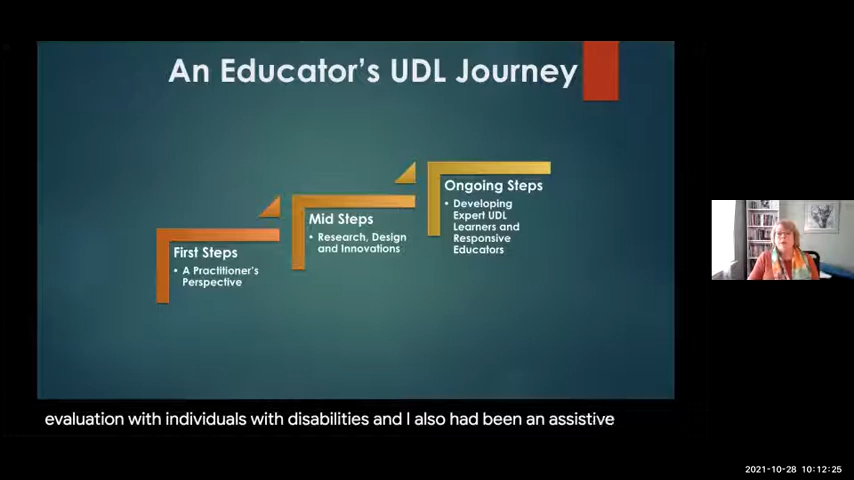 An Educator's UDL Journey
First Steps
• A Practitioner's
Perspective
Mid Steps
• Research, Design
and Innovations
Ongoing Steps
• Developing
Expert UDL
Learners and
Responsive
Educators
evaluation with individuals with disabilities and I also had been an assistive
2021-10-28 10:12:25